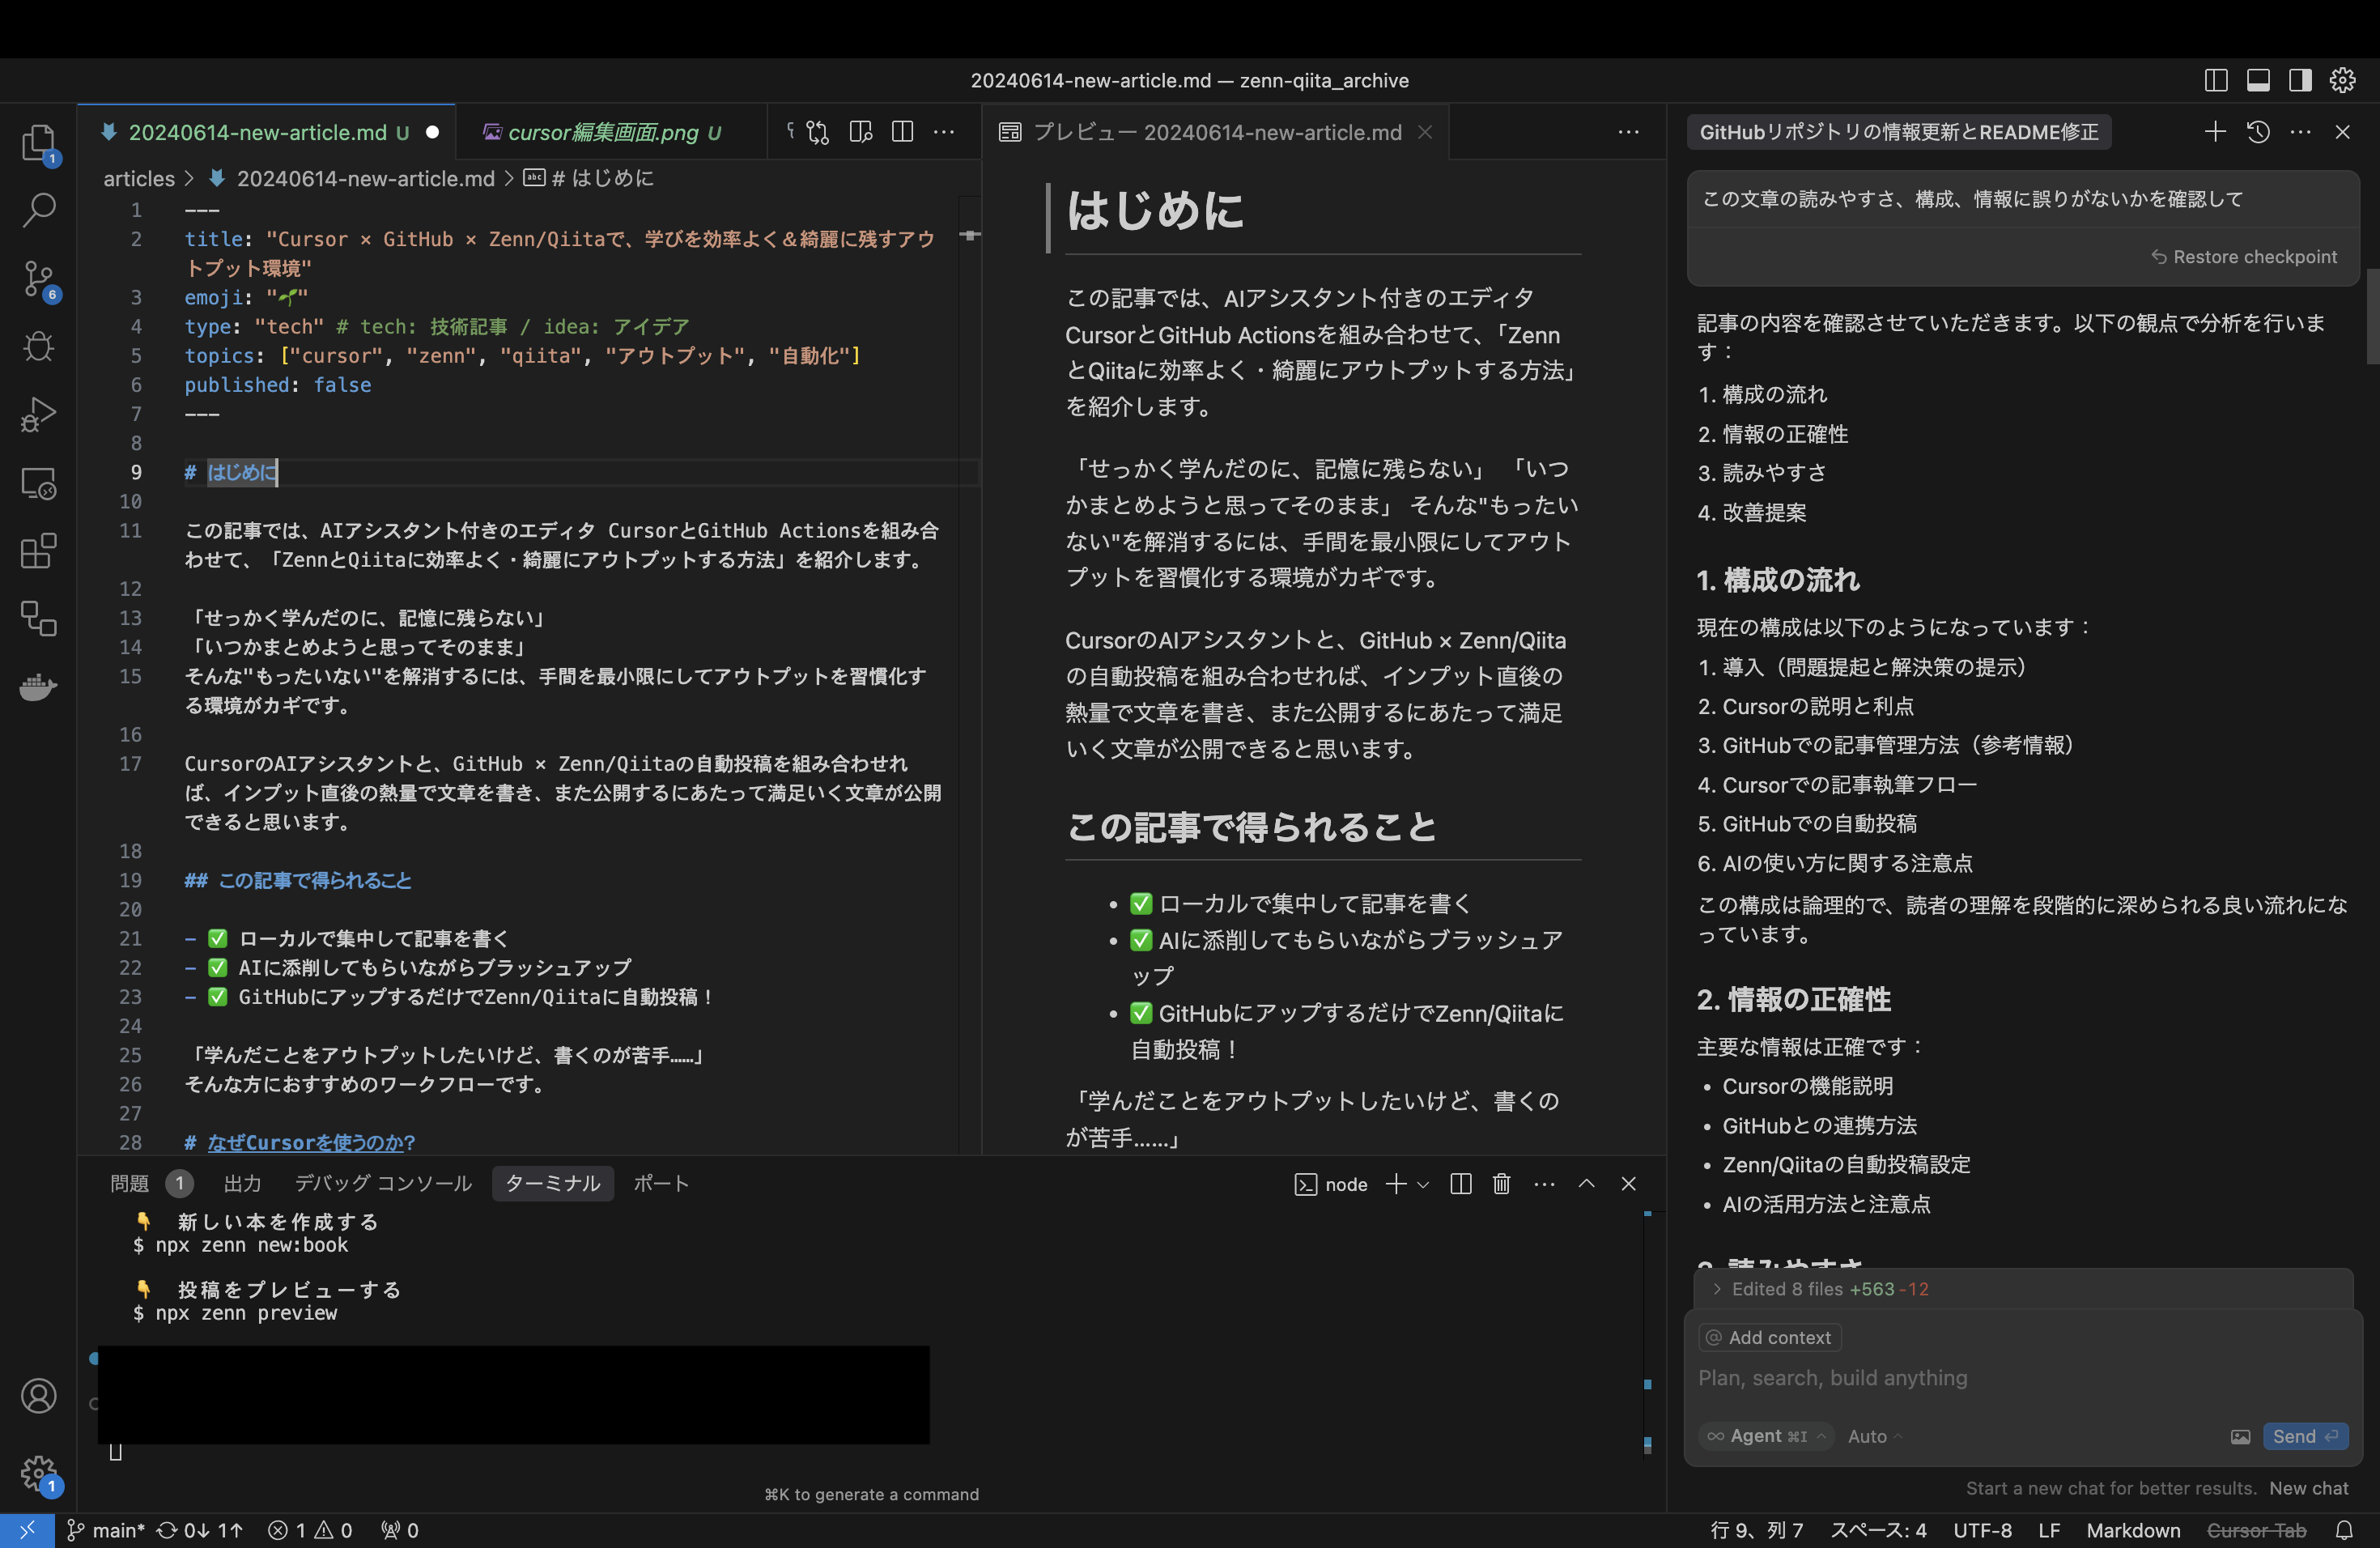 20240614-new-article.md — zenn-qiita_archive
20240614-new-article.md U
cursor編集画面.png U
プレビュー 20240614-new-article.md
articles > 20240614-new-article.md > # はじめに
1 ---
2 title: "Cursor × GitHub × Zenn/Qiitaで、学びを効率よく＆綺麗に残すアウ
トプット環境"
3 emoji: "🌱"
4 type: "tech" # tech: 技術記事 / idea: アイデア
5 topics: ["cursor", "zenn", "qiita", "アウトプット", "自動化"]
6 published: false
7 ---
8
9 # はじめに
10
11 この記事では、AIアシスタント付きのエディタ CursorとGitHub Actionsを組み合
わせて、「ZennとQiitaに効率よく・綺麗にアウトプットする方法」を紹介します。
12
13 「せっかく学んだのに、記憶に残らない」
14 「いつかまとめようと思ってそのまま」
15 そんな"もったいない"を解消するには、手間を最小限にしてアウトプットを習慣化す
る環境がカギです。
16
17 CursorのAIアシスタントと、GitHub × Zenn/Qiitaの自動投稿を組み合わせれ
ば、インプット直後の熱量で文章を書き、また公開するにあたって満足いく文章が公開
できると思います。
18
19 ## この記事で得られること
20
21 - ✅ ローカルで集中して記事を書く
22 - ✅ AIに添削してもらいながらブラッシュアップ
23 - ✅ GitHubにアップするだけでZenn/Qiitaに自動投稿！
24
25 「学んだことをアウトプットしたいけど、書くのが苦手……」
26 そんな方におすすめのワークフローです。
27
28 # なぜCursorを使うのか?
はじめに
この記事では、AIアシスタント付きのエディタ
CursorとGitHub Actionsを組み合わせて、「Zenn
とQiitaに効率よく・綺麗にアウトプットする方法」
を紹介します。
「せっかく学んだのに、記憶に残らない」 「いつ
かまとめようと思ってそのまま」 そんな"もったい
ない"を解消するには、手間を最小限にしてアウト
プットを習慣化する環境がカギです。
CursorのAIアシスタントと、GitHub × Zenn/Qiita
の自動投稿を組み合わせれば、インプット直後の
熱量で文章を書き、また公開するにあたって満足
いく文章が公開できると思います。
この記事で得られること
• ✅ ローカルで集中して記事を書く
• ✅ AIに添削してもらいながらブラッシュア
ップ
• ✅ GitHubにアップするだけでZenn/Qiitaに
自動投稿！
「学んだことをアウトプットしたいけど、書くの
が苦手……」
GitHubリポジトリの情報更新とREADME修正
この文章の読みやすさ、構成、情報に誤りがないかを確認して
Restore checkpoint
記事の内容を確認させていただきます。以下の観点で分析を行いま
す：
1. 構成の流れ
2. 情報の正確性
3. 読みやすさ
4. 改善提案
1. 構成の流れ
現在の構成は以下のようになっています：
1. 導入（問題提起と解決策の提示）
2. Cursorの説明と利点
3. GitHubでの記事管理方法（参考情報）
4. Cursorでの記事執筆フロー
5. GitHubでの自動投稿
6. AIの使い方に関する注意点
この構成は論理的で、読者の理解を段階的に深められる良い流れにな
っています。
2. 情報の正確性
主要な情報は正確です：
• Cursorの機能説明
• GitHubとの連携方法
• Zenn/Qiitaの自動投稿設定
• AIの活用方法と注意点
3. 読みやすさ
Edited 8 files +563 -12
@ Add context
Plan, search, build anything
∞ Agent ⌘I
Auto
Send
Start a new chat for better results. New chat
問題 1 出力 デバッグ コンソール ターミナル ポート
node
👇 新しい本を作成する
$ npx zenn new:book
👇 投稿をプレビューする
$ npx zenn preview
⌘K to generate a command
main* 0↓ 1↑ 1 0 0
行 9、列 7 スペース: 4 UTF-8 LF Markdown Cursor Tab
1
6
1